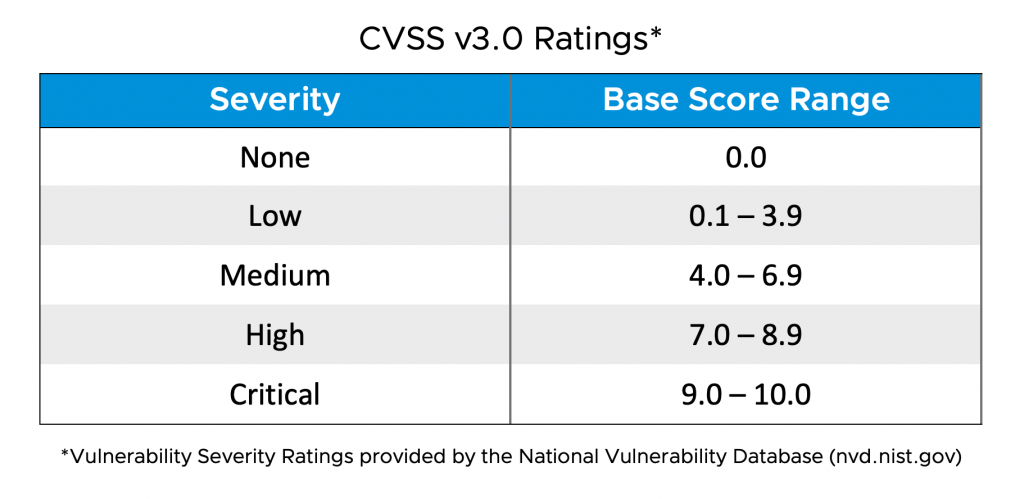 CVSS v3.0 Ratings*
Severity Base Score Range
None 0.0
Low 0.1 – 3.9
Medium 4.0 – 6.9
High 7.0 – 8.9
Critical 9.0 – 10.0
*Vulnerability Severity Ratings provided by the National Vulnerability Database (nvd.nist.gov)